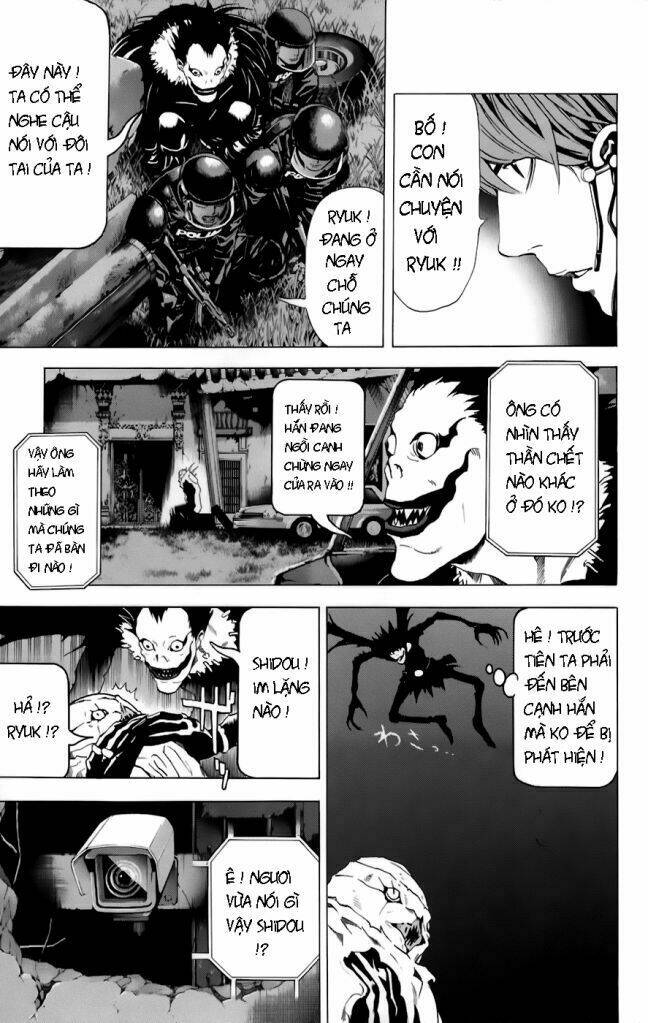 BỐ !
CON
CẦN NÓI
CHUYỆN
VỚI
RYUK !!
ĐÂY NÀY !
TA CÓ THỂ
NGHE CẬU
NÓI VỚI ĐÔI
TAI CỦA TA !
RYUK !
ĐANG Ở
NGAY
CHỖ
CHÚNG
TA
POLICE
ÔNG CÓ
NHÌN THẤY
THẦN CHẾT
NÀO KHÁC
Ở ĐÓ KO !?
THẤY RỒI !
HẮN ĐANG
NGỒI CANH
CHỪNG NGAY
CỬA RA VÀO !!
VẬY ÔNG
HÃY LÀM
THEO
NHỮNG GÌ
MÀ CHÚNG
TA ĐÃ BÀN
ĐI NÀO !
HÊ ! TRƯỚC
TIÊN TA PHẢI
ĐẾN BÊN
CẠNH HẮN
MÀ KO ĐỂ BỊ
PHÁT HIỆN !
わさっ…
SHIDOU !
IM LẶNG
NÀO !
HẢ !?
RYUK !?
Ê ! NGƯƠI
VỪA NÓI GÌ
VẬY SHIDOU
!?